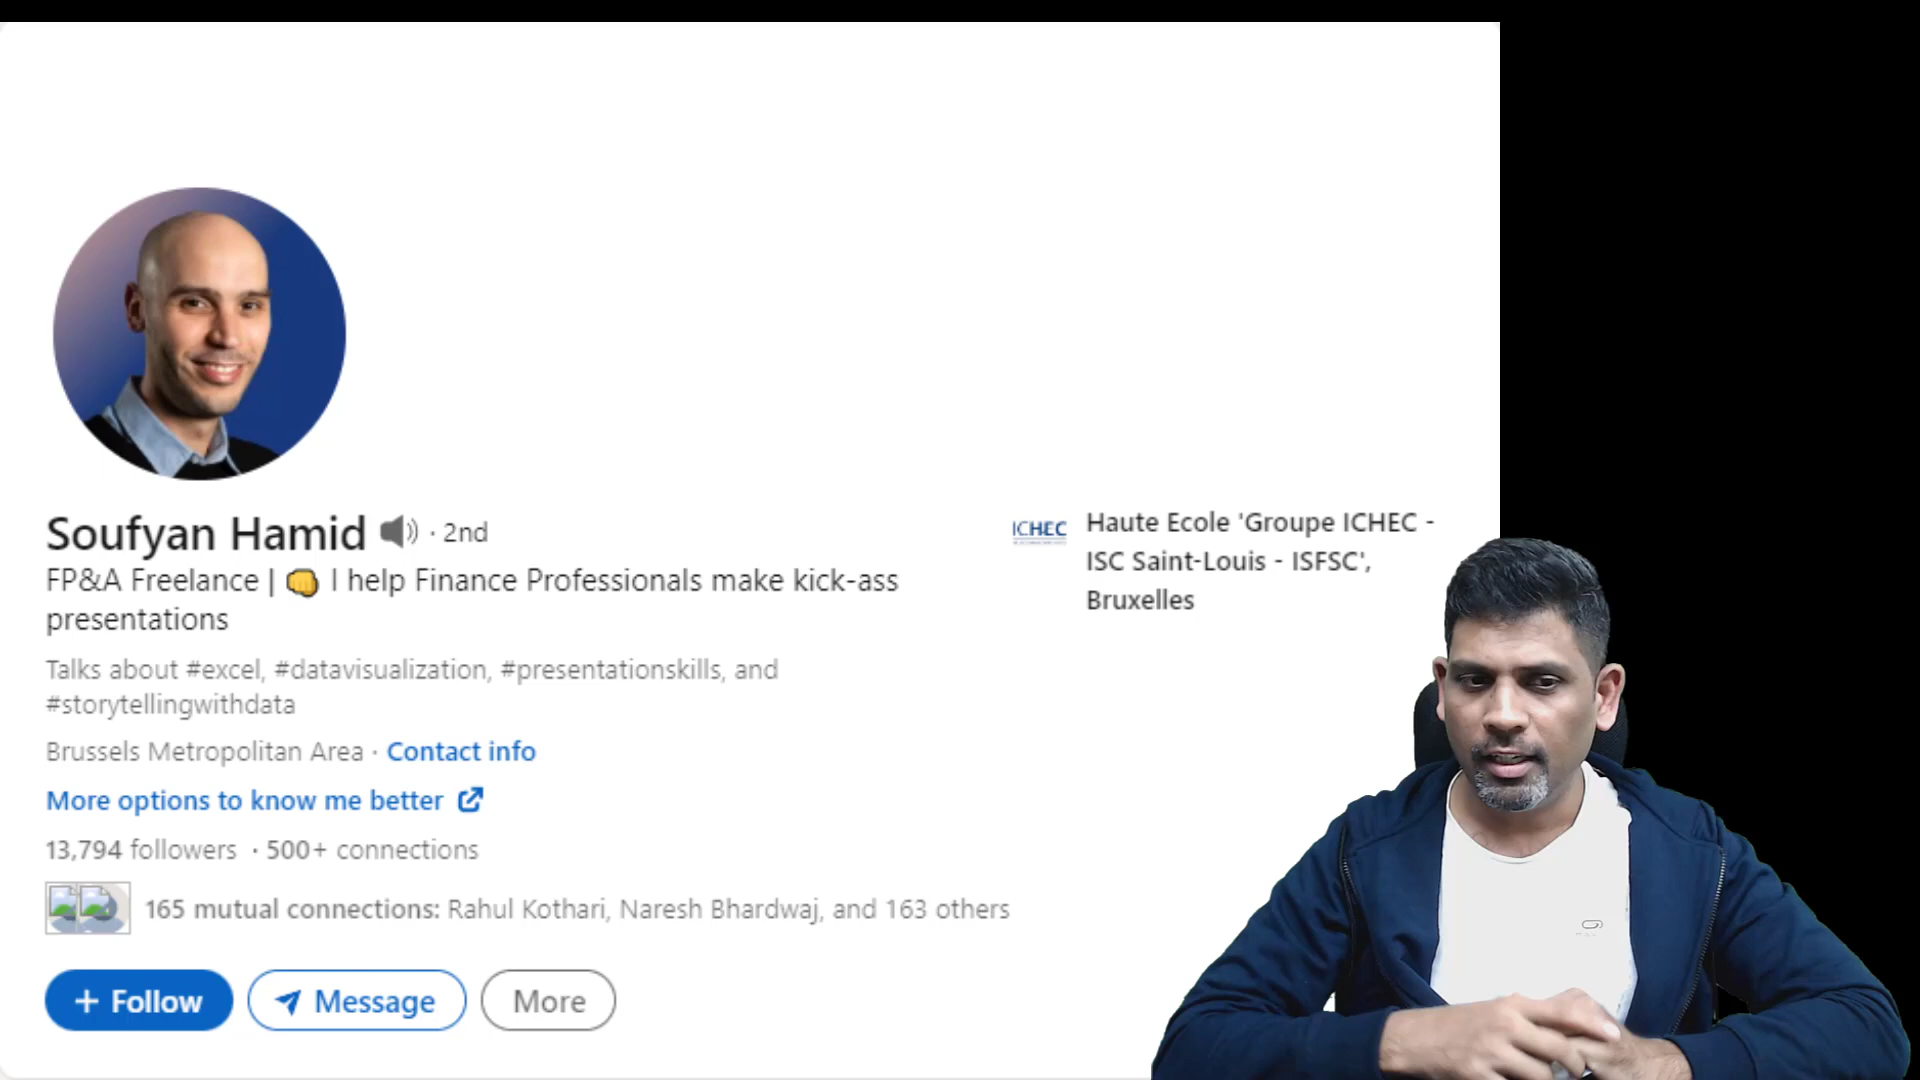 Soufyan Hamid · 2nd
FP&A Freelance | 👊 I help Finance Professionals make kick-ass
presentations
Talks about #excel, #datavisualization, #presentationskills, and
#storytellingwithdata
Brussels Metropolitan Area · Contact info
More options to know me better
13,794 followers · 500+ connections
165 mutual connections: Rahul Kothari, Naresh Bhardwaj, and 163 others
+ Follow
Message
More
ICHEC
Haute Ecole 'Groupe ICHEC -
ISC Saint-Louis - ISFSC',
Bruxelles